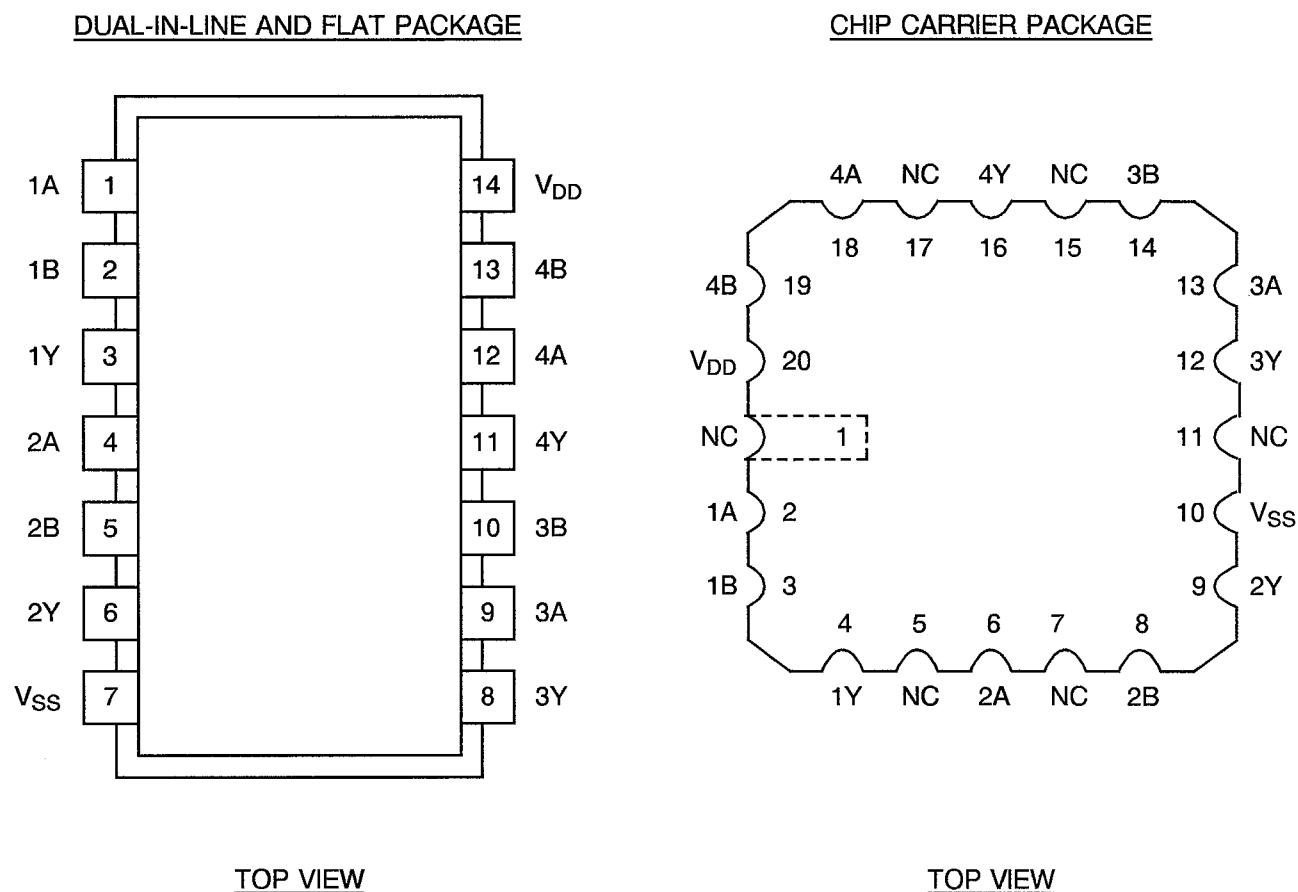 DUAL-IN-LINE AND FLAT PACKAGE
1A 1 14 VDD
1B 2 13 4B
1Y 3 12 4A
2A 4 11 4Y
2B 5 10 3B
2Y 6 9 3A
VSS 7 8 3Y
TOP VIEW
CHIP CARRIER PACKAGE
4A NC 4Y NC 3B
18 17 16 15 14
4B 19 13 3A
VDD 20 12 3Y
NC 1 11 NC
1A 2 10 VSS
1B 3 9 2Y
4 5 6 7 8
1Y NC 2A NC 2B
TOP VIEW